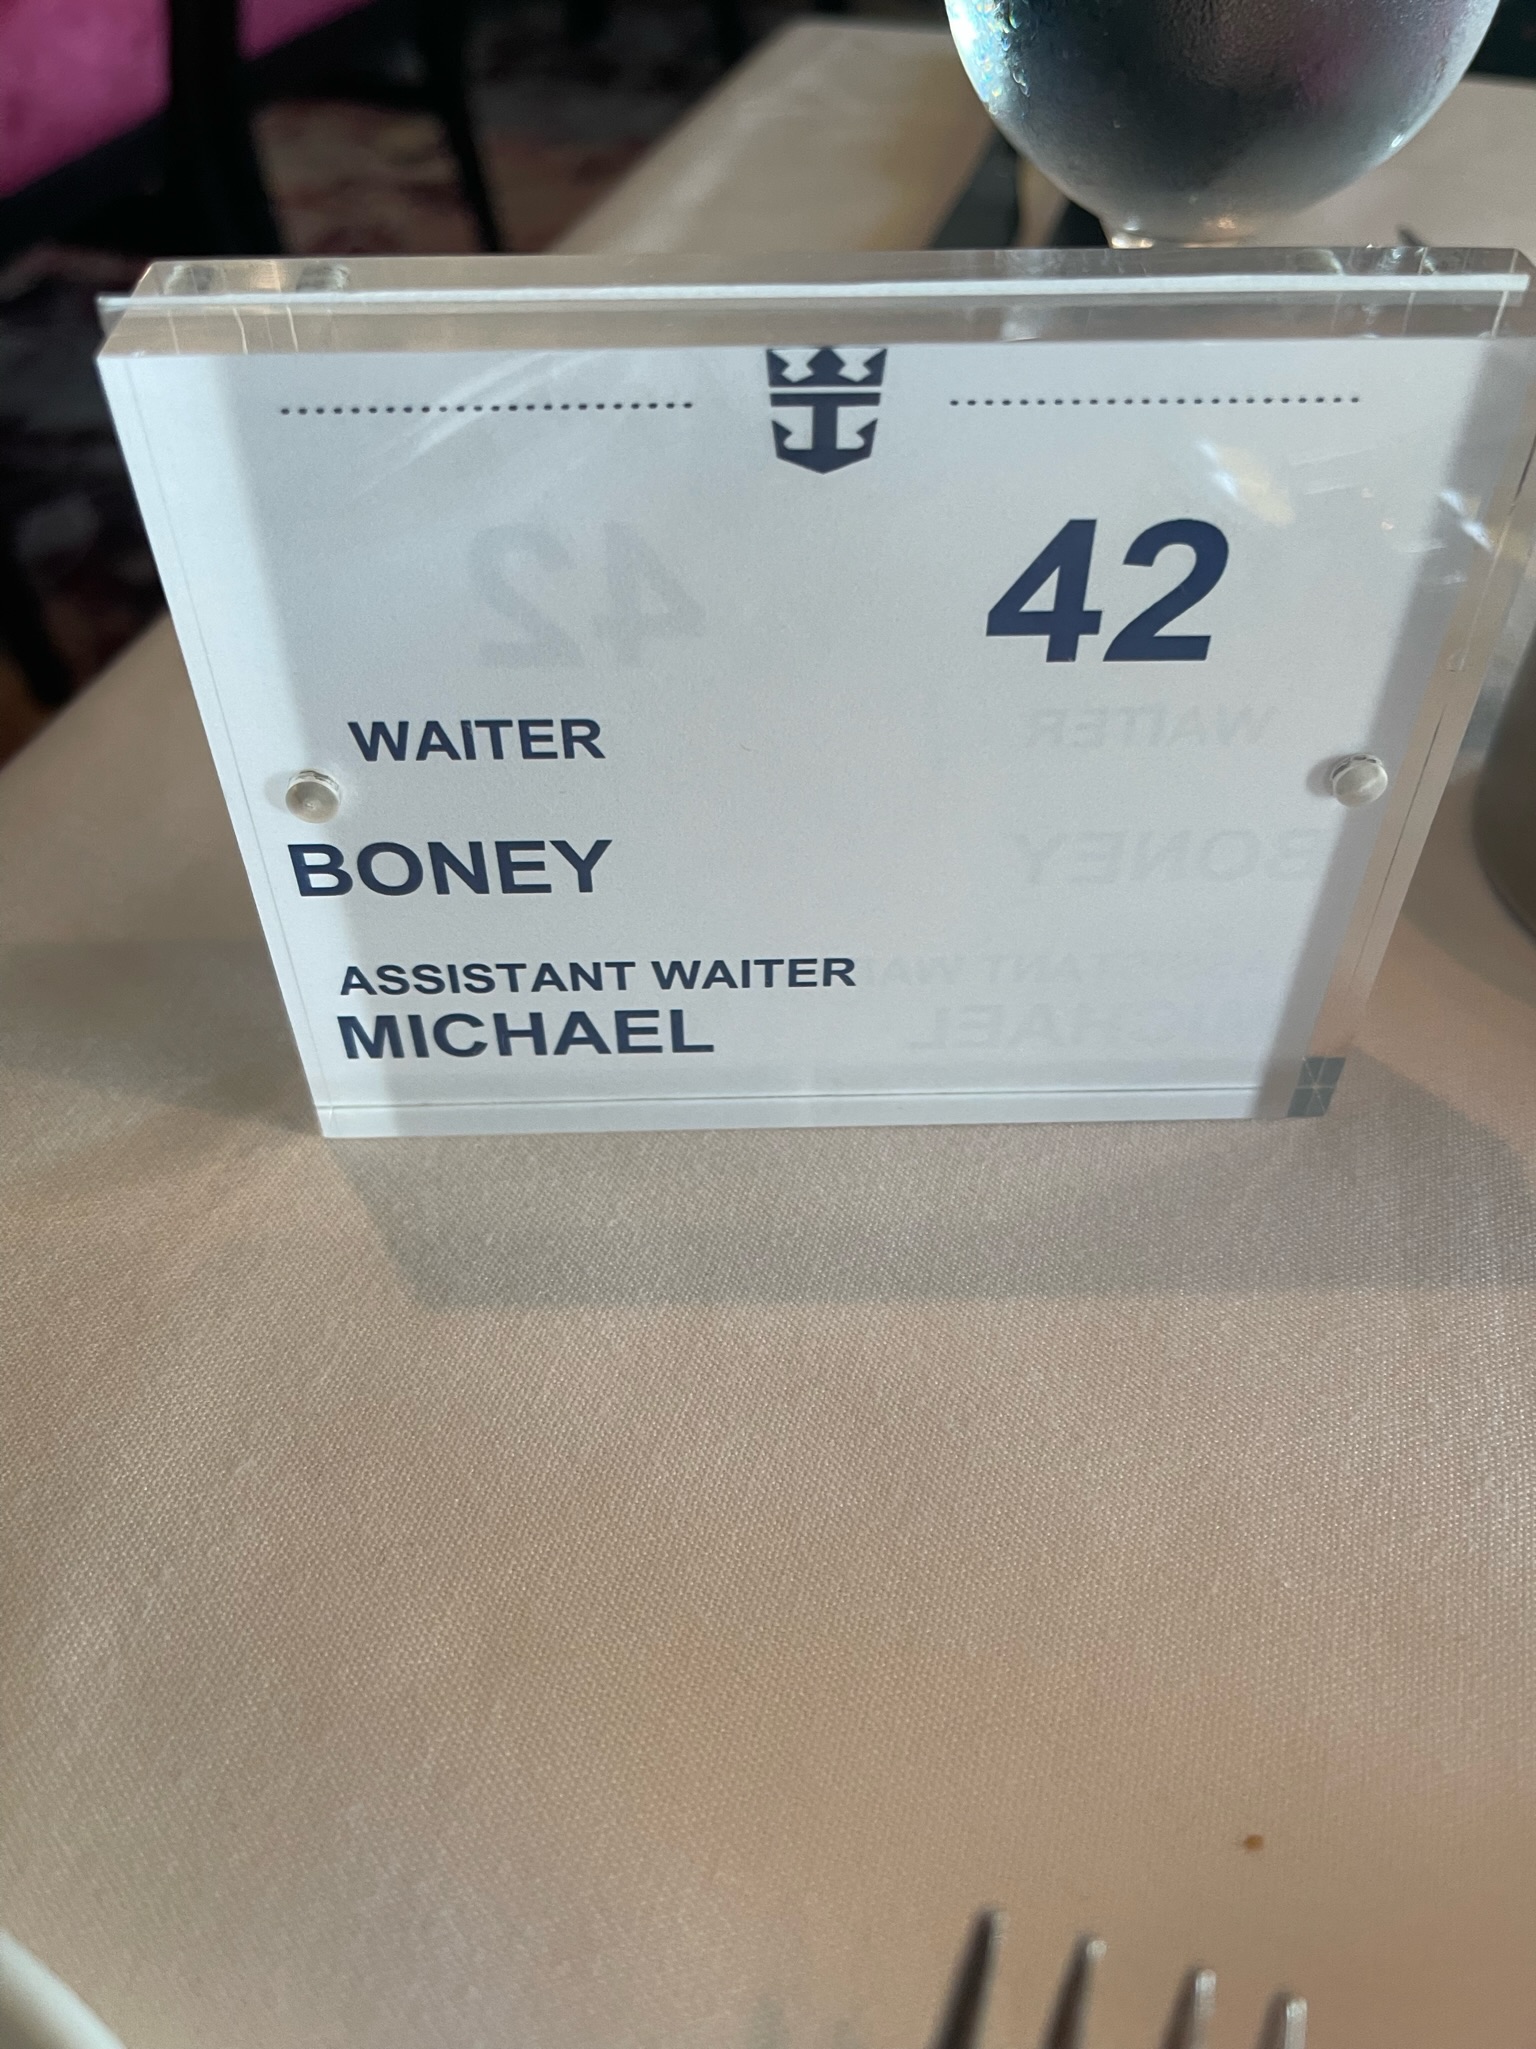 42
WAITER
BONEY
ASSISTANT WAITER
MICHAEL